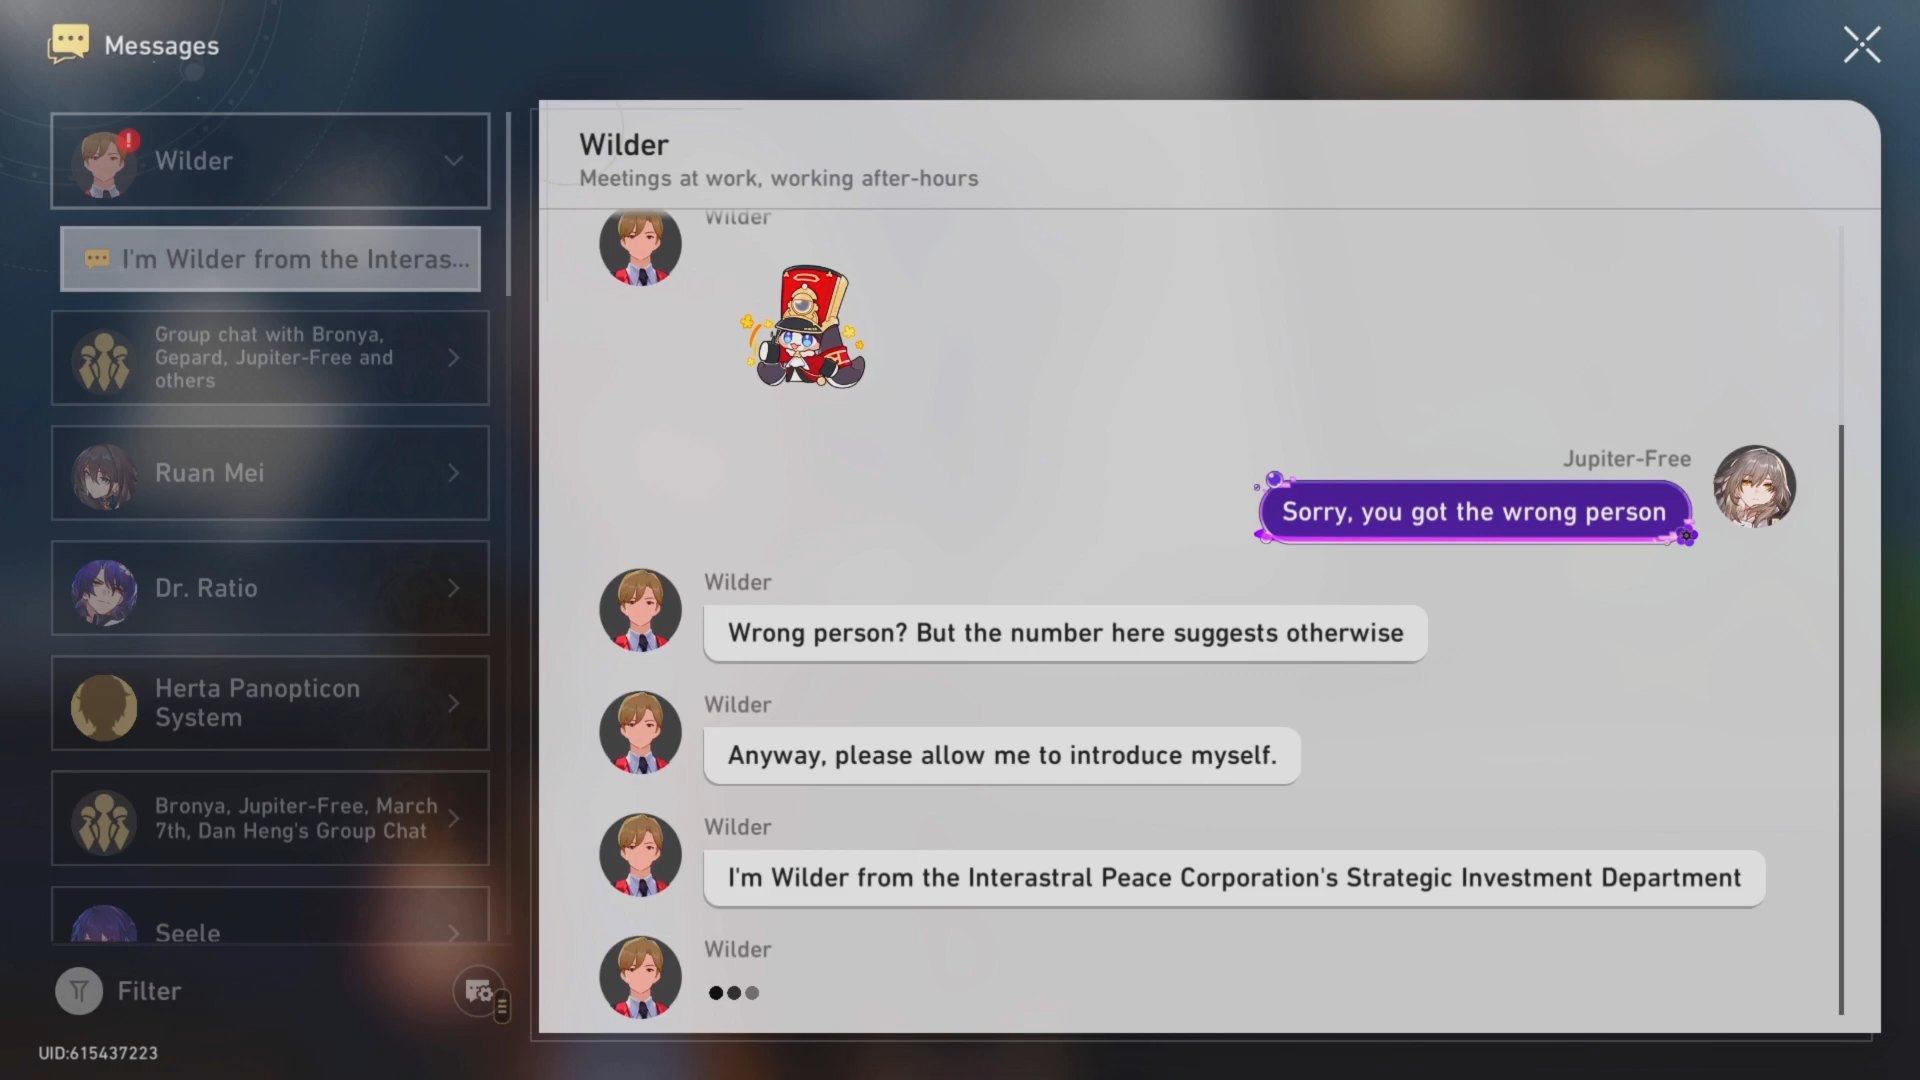 Messages
Wilder
I'm Wilder from the Interas...
Group chat with Bronya,
Gepard, Jupiter-Free and
others
Ruan Mei
Dr. Ratio
Herta Panopticon
System
Bronya, Jupiter-Free, March
7th, Dan Heng's Group Chat
Seele
Filter
UID:615437223
Wilder
Meetings at work, working after-hours
Wilder
Jupiter-Free
Sorry, you got the wrong person
Wilder
Wrong person? But the number here suggests otherwise
Wilder
Anyway, please allow me to introduce myself.
Wilder
I'm Wilder from the Interastral Peace Corporation's Strategic Investment Department
Wilder